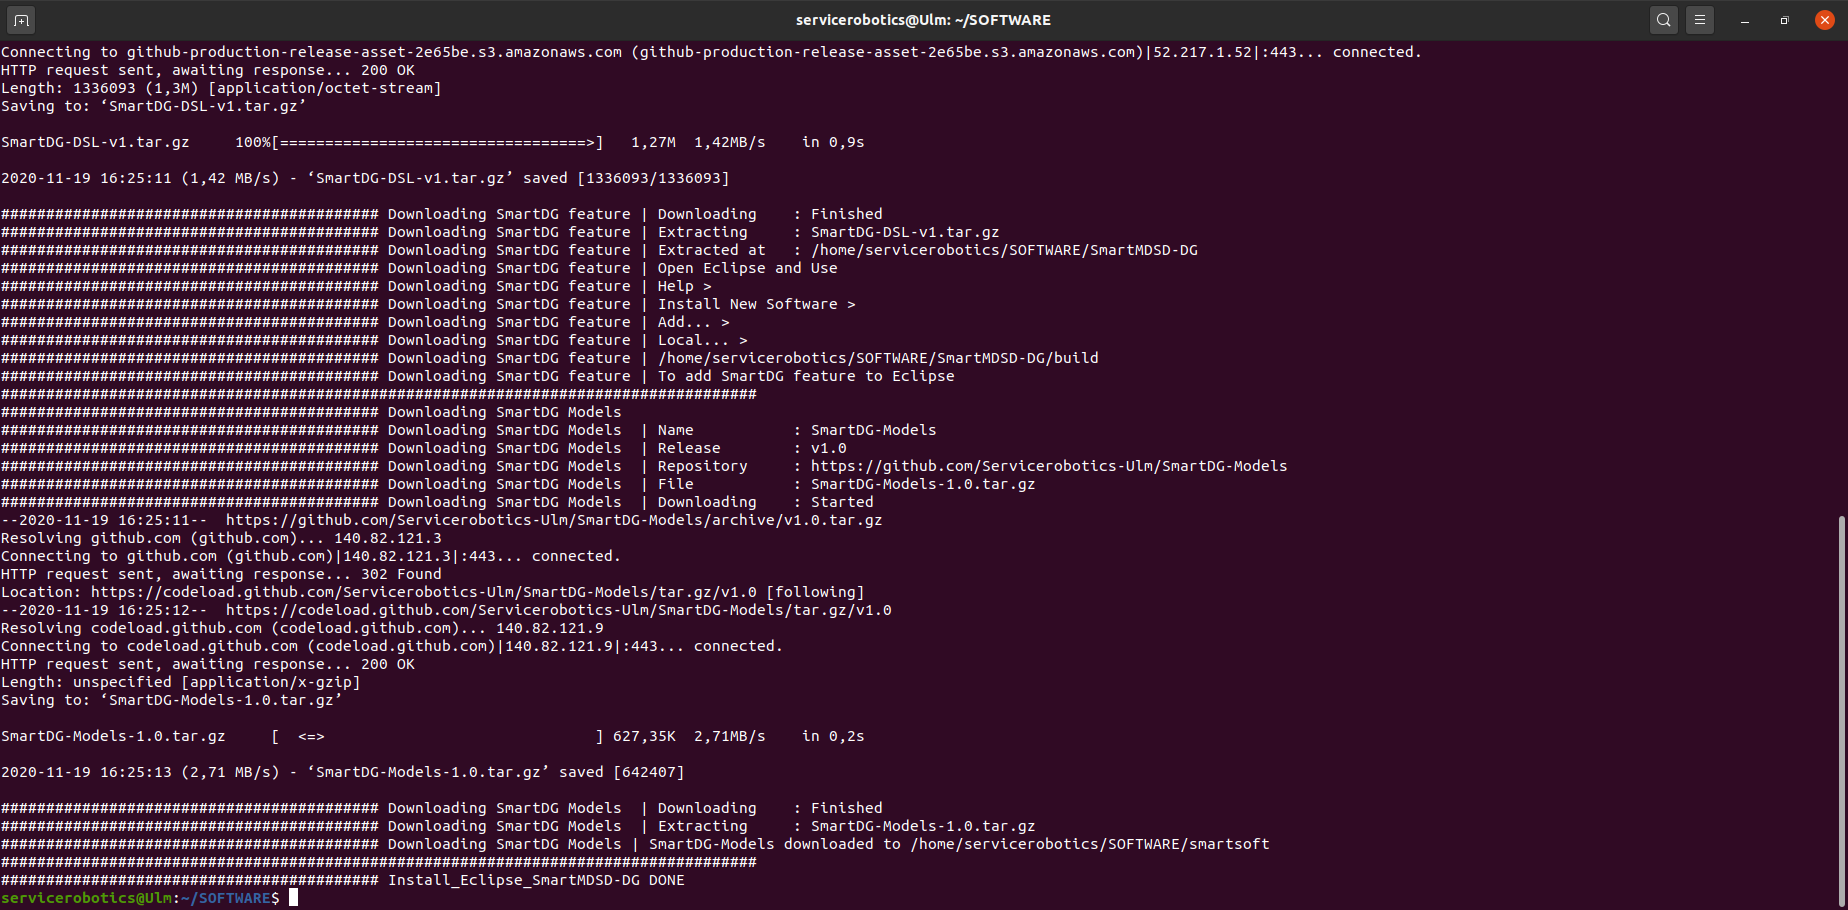 servicerobotics@Ulm: ~/SOFTWARE
Connecting to github-production-release-asset-2e65be.s3.amazonaws.com (github-production-release-asset-2e65be.s3.amazonaws.com)|52.217.1.52|:443... connected.
HTTP request sent, awaiting response... 200 OK
Length: 1336093 (1,3M) [application/octet-stream]
Saving to: ‘SmartDG-DSL-v1.tar.gz’
SmartDG-DSL-v1.tar.gz     100%[==================================>]   1,27M  1,42MB/s    in 0,9s
2020-11-19 16:25:11 (1,42 MB/s) - ‘SmartDG-DSL-v1.tar.gz’ saved [1336093/1336093]
########################################## Downloading SmartDG feature | Downloading    : Finished
########################################## Downloading SmartDG feature | Extracting     : SmartDG-DSL-v1.tar.gz
########################################## Downloading SmartDG feature | Extracted at   : /home/servicerobotics/SOFTWARE/SmartMDSD-DG
########################################## Downloading SmartDG feature | Open Eclipse and Use
########################################## Downloading SmartDG feature | Help >
########################################## Downloading SmartDG feature | Install New Software >
########################################## Downloading SmartDG feature | Add... >
########################################## Downloading SmartDG feature | Local... >
########################################## Downloading SmartDG feature | /home/servicerobotics/SOFTWARE/SmartMDSD-DG/build
########################################## Downloading SmartDG feature | To add SmartDG feature to Eclipse
####################################################################################
########################################## Downloading SmartDG Models
########################################## Downloading SmartDG Models  | Name           : SmartDG-Models
########################################## Downloading SmartDG Models  | Release        : v1.0
########################################## Downloading SmartDG Models  | Repository     : https://github.com/Servicerobotics-Ulm/SmartDG-Models
########################################## Downloading SmartDG Models  | File           : SmartDG-Models-1.0.tar.gz
########################################## Downloading SmartDG Models  | Downloading    : Started
--2020-11-19 16:25:11--  https://github.com/Servicerobotics-Ulm/SmartDG-Models/archive/v1.0.tar.gz
Resolving github.com (github.com)... 140.82.121.3
Connecting to github.com (github.com)|140.82.121.3|:443... connected.
HTTP request sent, awaiting response... 302 Found
Location: https://codeload.github.com/Servicerobotics-Ulm/SmartDG-Models/tar.gz/v1.0 [following]
--2020-11-19 16:25:12--  https://codeload.github.com/Servicerobotics-Ulm/SmartDG-Models/tar.gz/v1.0
Resolving codeload.github.com (codeload.github.com)... 140.82.121.9
Connecting to codeload.github.com (codeload.github.com)|140.82.121.9|:443... connected.
HTTP request sent, awaiting response... 200 OK
Length: unspecified [application/x-gzip]
Saving to: ‘SmartDG-Models-1.0.tar.gz’
SmartDG-Models-1.0.tar.gz     [  <=>                              ] 627,35K  2,71MB/s    in 0,2s
2020-11-19 16:25:13 (2,71 MB/s) - ‘SmartDG-Models-1.0.tar.gz’ saved [642407]
########################################## Downloading SmartDG Models  | Downloading    : Finished
########################################## Downloading SmartDG Models  | Extracting     : SmartDG-Models-1.0.tar.gz
########################################## Downloading SmartDG Models | SmartDG-Models downloaded to /home/servicerobotics/SOFTWARE/smartsoft
####################################################################################
########################################## Install_Eclipse_SmartMDSD-DG DONE
servicerobotics@Ulm:~/SOFTWARE$